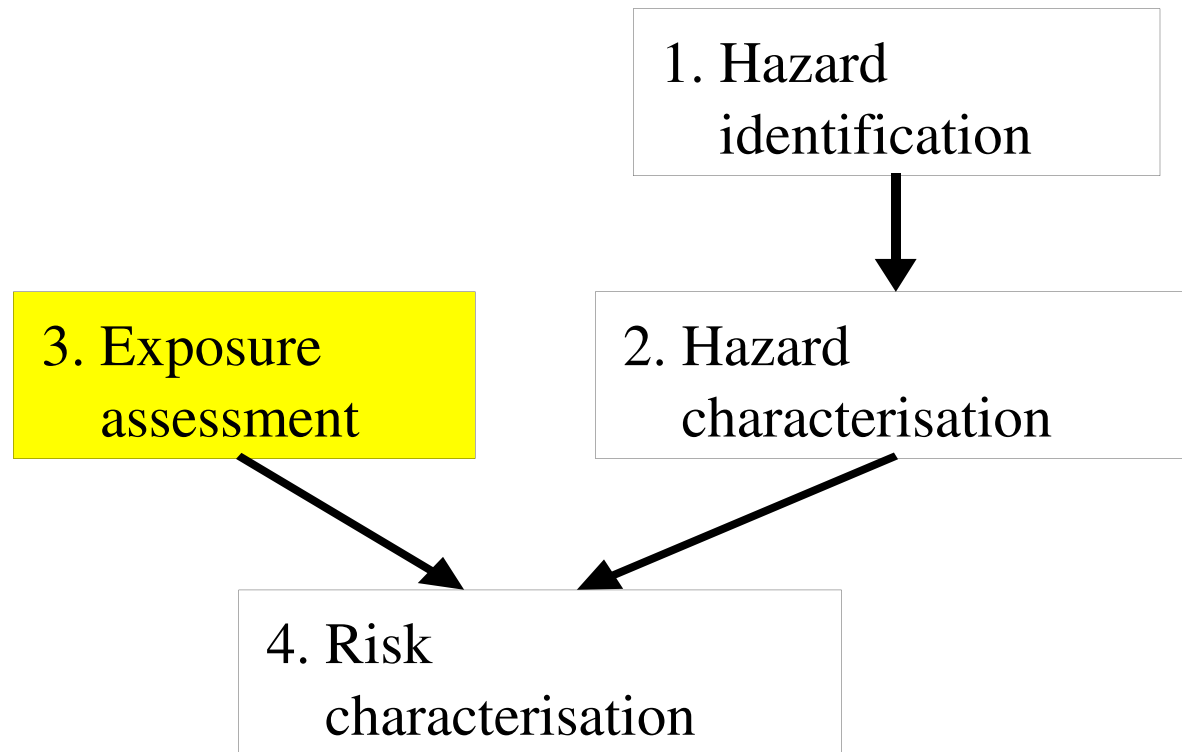 1. Hazard
identification
3. Exposure
assessment
2. Hazard
characterisation
4. Risk
characterisation